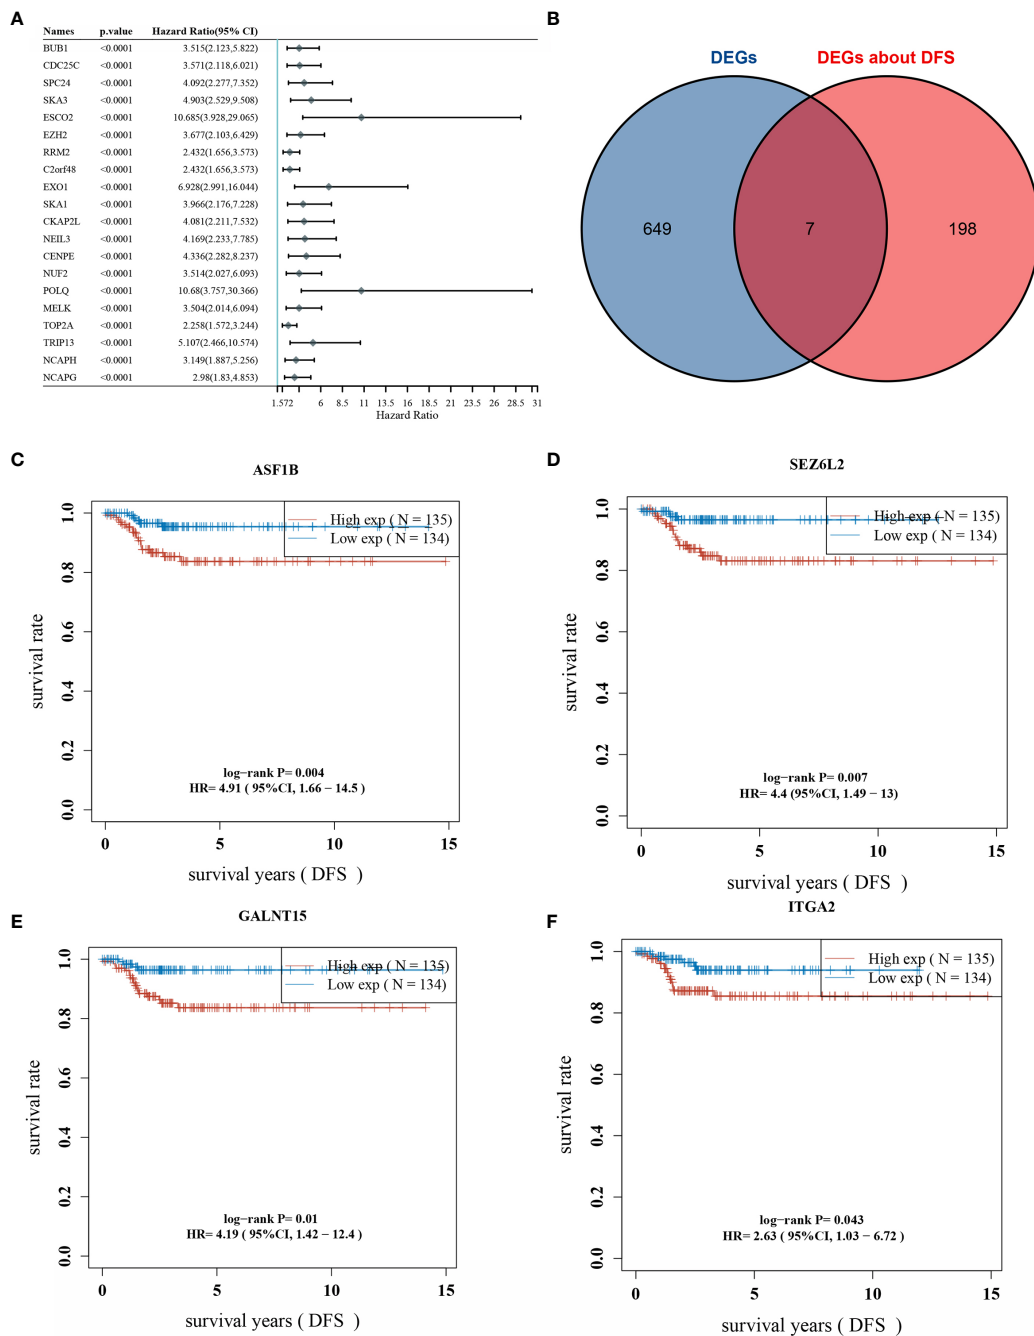 A
Names p.value Hazard Ratio(95% CI)
BUB1 <0.0001 3.515(2.123,5.822)
CDC25C <0.0001 3.571(2.118,6.021)
SPC24 <0.0001 4.092(2.277,7.352)
SKA3 <0.0001 4.903(2.529,9.508)
ESCO2 <0.0001 10.685(3.928,29.065)
EZH2 <0.0001 3.677(2.103,6.429)
RRM2 <0.0001 2.432(1.656,3.573)
C2orf48 <0.0001 2.432(1.656,3.573)
EXO1 <0.0001 6.928(2.991,16.044)
SKA1 <0.0001 3.966(2.176,7.228)
CKAP2L <0.0001 4.081(2.211,7.532)
NEIL3 <0.0001 4.169(2.233,7.785)
CENPE <0.0001 4.336(2.282,8.237)
NUF2 <0.0001 3.514(2.027,6.093)
POLQ <0.0001 10.68(3.757,30.366)
MELK <0.0001 3.504(2.014,6.094)
TOP2A <0.0001 2.258(1.572,3.244)
TRIP13 <0.0001 5.107(2.466,10.574)
NCAPH <0.0001 3.149(1.887,5.256)
NCAPG <0.0001 2.98(1.83,4.853)
1.572 6 8.5 11 13.5 16 18.5 21 23.5 26 28.5 31
Hazard Ratio
B
DEGs DEGs about DFS
649 7 198
C
ASF1B
High exp ( N = 135)
Low exp ( N = 134)
1.0
0.8
0.6
0.4
0.2
0.0
survival rate
log−rank P= 0.004
HR= 4.91 ( 95%CI, 1.66 − 14.5 )
0 5 10 15
survival years ( DFS )
D
SEZ6L2
High exp ( N = 135)
Low exp ( N = 134)
1.0
0.8
0.6
0.4
0.2
0.0
survival rate
log−rank P= 0.007
HR= 4.4 (95%CI, 1.49 − 13)
0 5 10 15
survival years ( DFS )
E
GALNT15
High exp ( N = 135)
Low exp ( N = 134)
1.0
0.8
0.6
0.4
0.2
0.0
survival rate
log−rank P= 0.01
HR= 4.19 ( 95%CI, 1.42 − 12.4 )
0 5 10 15
survival years ( DFS )
F
ITGA2
High exp ( N = 135)
Low exp ( N = 134)
1.0
0.8
0.6
0.4
0.2
0.0
survival rate
log−rank P= 0.043
HR= 2.63 ( 95%CI, 1.03 − 6.72 )
0 5 10 15
survival years ( DFS )